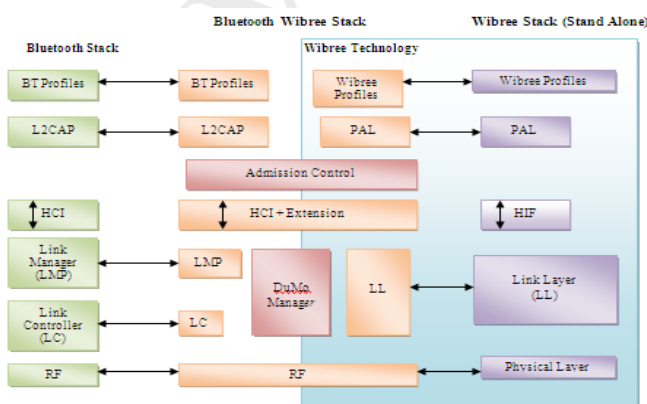 Bluetooth Wibree Stack
Wibree Stack (Stand Alone)
Bluetooth Stack
Wibree Technology
BT Profiles
BT Profiles
Wibree
Profiles
Wibree Profiles
L2CAP
L2CAP
PAL
PAL
Admission Control
HCI
HCI + Extension
HIF
Link
Manager
(LMP)
LMP
DuMo
Manager
LL
Link Layer
(LL)
Link
Controller
(LC)
LC
RF
RF
Physical Layer